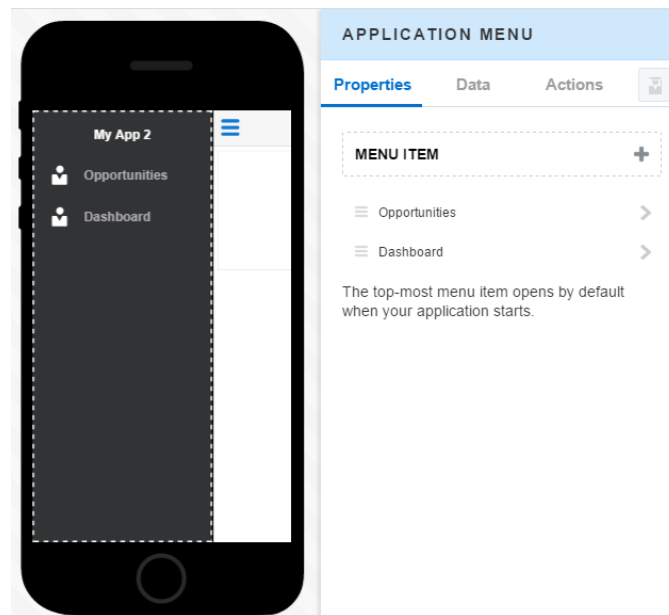 My App 2
Opportunities
Dashboard
APPLICATION MENU
Properties Data Actions
MENU ITEM
Opportunities
Dashboard
The top-most menu item opens by default
when your application starts.